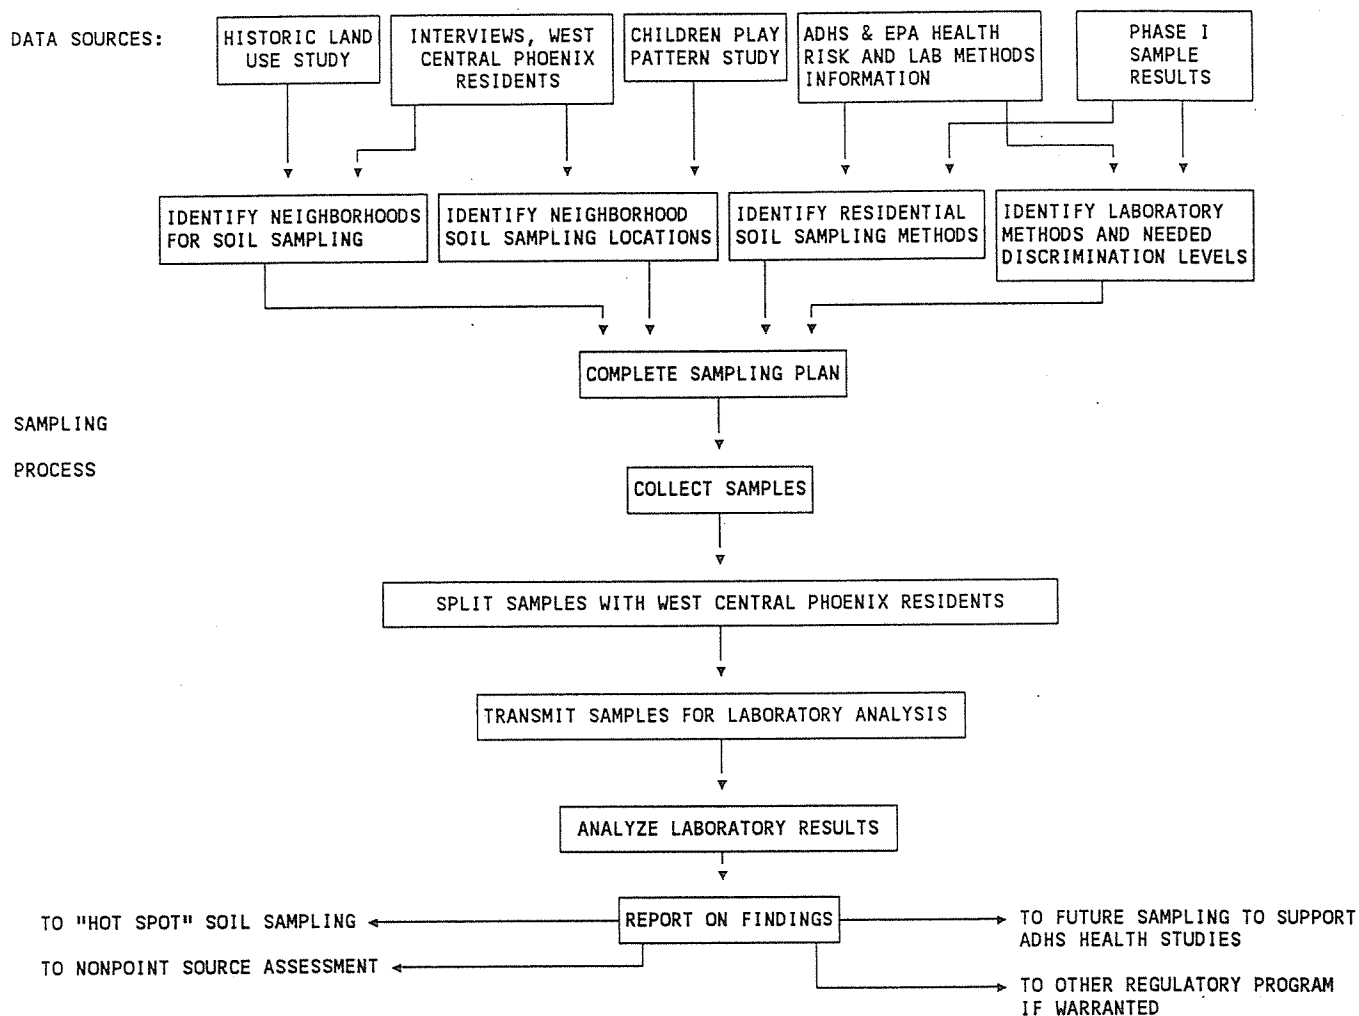 DATA SOURCES:
HISTORIC LAND
USE STUDY
INTERVIEWS, WEST
CENTRAL PHOENIX
RESIDENTS
CHILDREN PLAY
PATTERN STUDY
ADHS & EPA HEALTH
RISK AND LAB METHODS
INFORMATION
PHASE I
SAMPLE
RESULTS
IDENTIFY NEIGHBORHOODS
FOR SOIL SAMPLING
IDENTIFY NEIGHBORHOOD
SOIL SAMPLING LOCATIONS
IDENTIFY RESIDENTIAL
SOIL SAMPLING METHODS
IDENTIFY LABORATORY
METHODS AND NEEDED
DISCRIMINATION LEVELS
COMPLETE SAMPLING PLAN
SAMPLING
PROCESS
COLLECT SAMPLES
SPLIT SAMPLES WITH WEST CENTRAL PHOENIX RESIDENTS
TRANSMIT SAMPLES FOR LABORATORY ANALYSIS
ANALYZE LABORATORY RESULTS
REPORT ON FINDINGS
TO "HOT SPOT" SOIL SAMPLING
TO NONPOINT SOURCE ASSESSMENT
TO FUTURE SAMPLING TO SUPPORT
ADHS HEALTH STUDIES
TO OTHER REGULATORY PROGRAM
IF WARRANTED